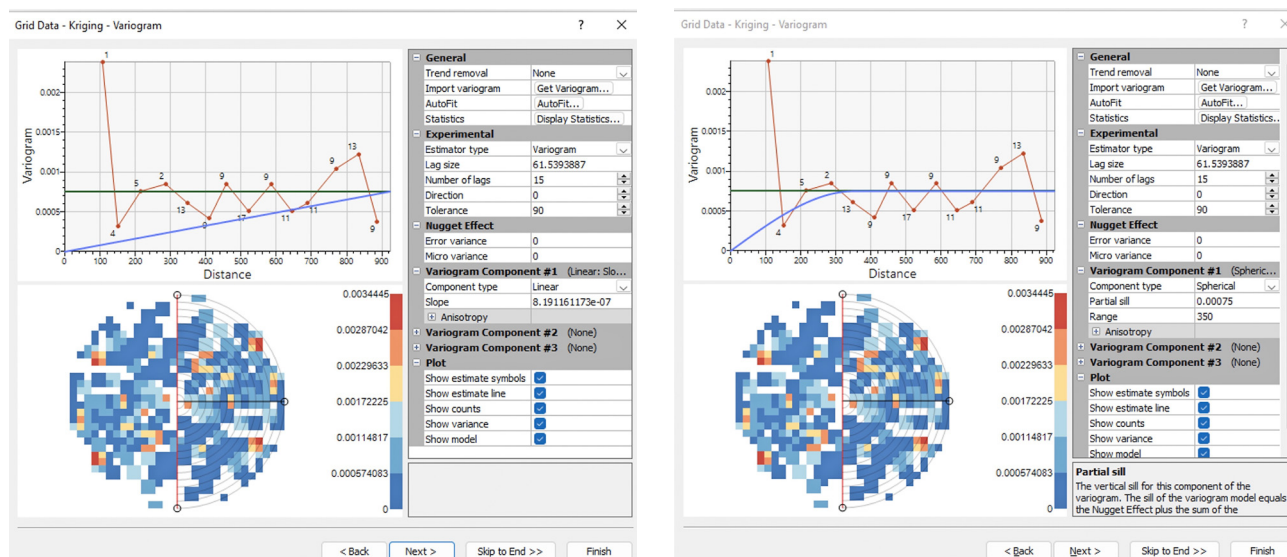 Grid Data - Kriging - Variogram ? ×
1
0.002
0.0015
0.001
0.0005
0
Variogram
4
5
2
13
9
9
17
9
11
11
9
13
9
0 100 200 300 400 500 600 700 800 900
Distance
0.0034445
0.00287042
0.00229633
0.00172225
0.00114817
0.000574083
0
General
Trend removal None
Import variogram Get Variogram...
AutoFit AutoFit...
Statistics Display Statistics...
Experimental
Estimator type Variogram
Lag size 61.5393887
Number of lags 15
Direction 0
Tolerance 90
Nugget Effect
Error variance 0
Micro variance 0
Variogram Component #1 (Linear: Slo...
Component type Linear
Slope 8.191161173e-07
Anisotropy
Variogram Component #2 (None)
Variogram Component #3 (None)
Plot
Show estimate symbols
Show estimate line
Show counts
Show variance
Show model
< Back Next > Skip to End >> Finish
Grid Data - Kriging - Variogram ? ×
1
0.002
0.0015
0.001
0.0005
0
Variogram
4
5
2
13
9
9
17
9
11
11
9
13
9
0 100 200 300 400 500 600 700 800 900
Distance
0.0034445
0.00287042
0.00229633
0.00172225
0.00114817
0.000574083
0
General
Trend removal None
Import variogram Get Variogram...
AutoFit AutoFit...
Statistics Display Statistics...
Experimental
Estimator type Variogram
Lag size 61.5393887
Number of lags 15
Direction 0
Tolerance 90
Nugget Effect
Error variance 0
Micro variance 0
Variogram Component #1 (Spheric...
Component type Spherical
Partial sill 0.00075
Range 350
Anisotropy
Variogram Component #2 (None)
Variogram Component #3 (None)
Plot
Show estimate symbols
Show estimate line
Show counts
Show variance
Show model
Partial sill
The vertical sill for this component of the
variogram. The sill of the variogram model equals
the Nugget Effect plus the sum of the
< Back Next > Skip to End >> Finish